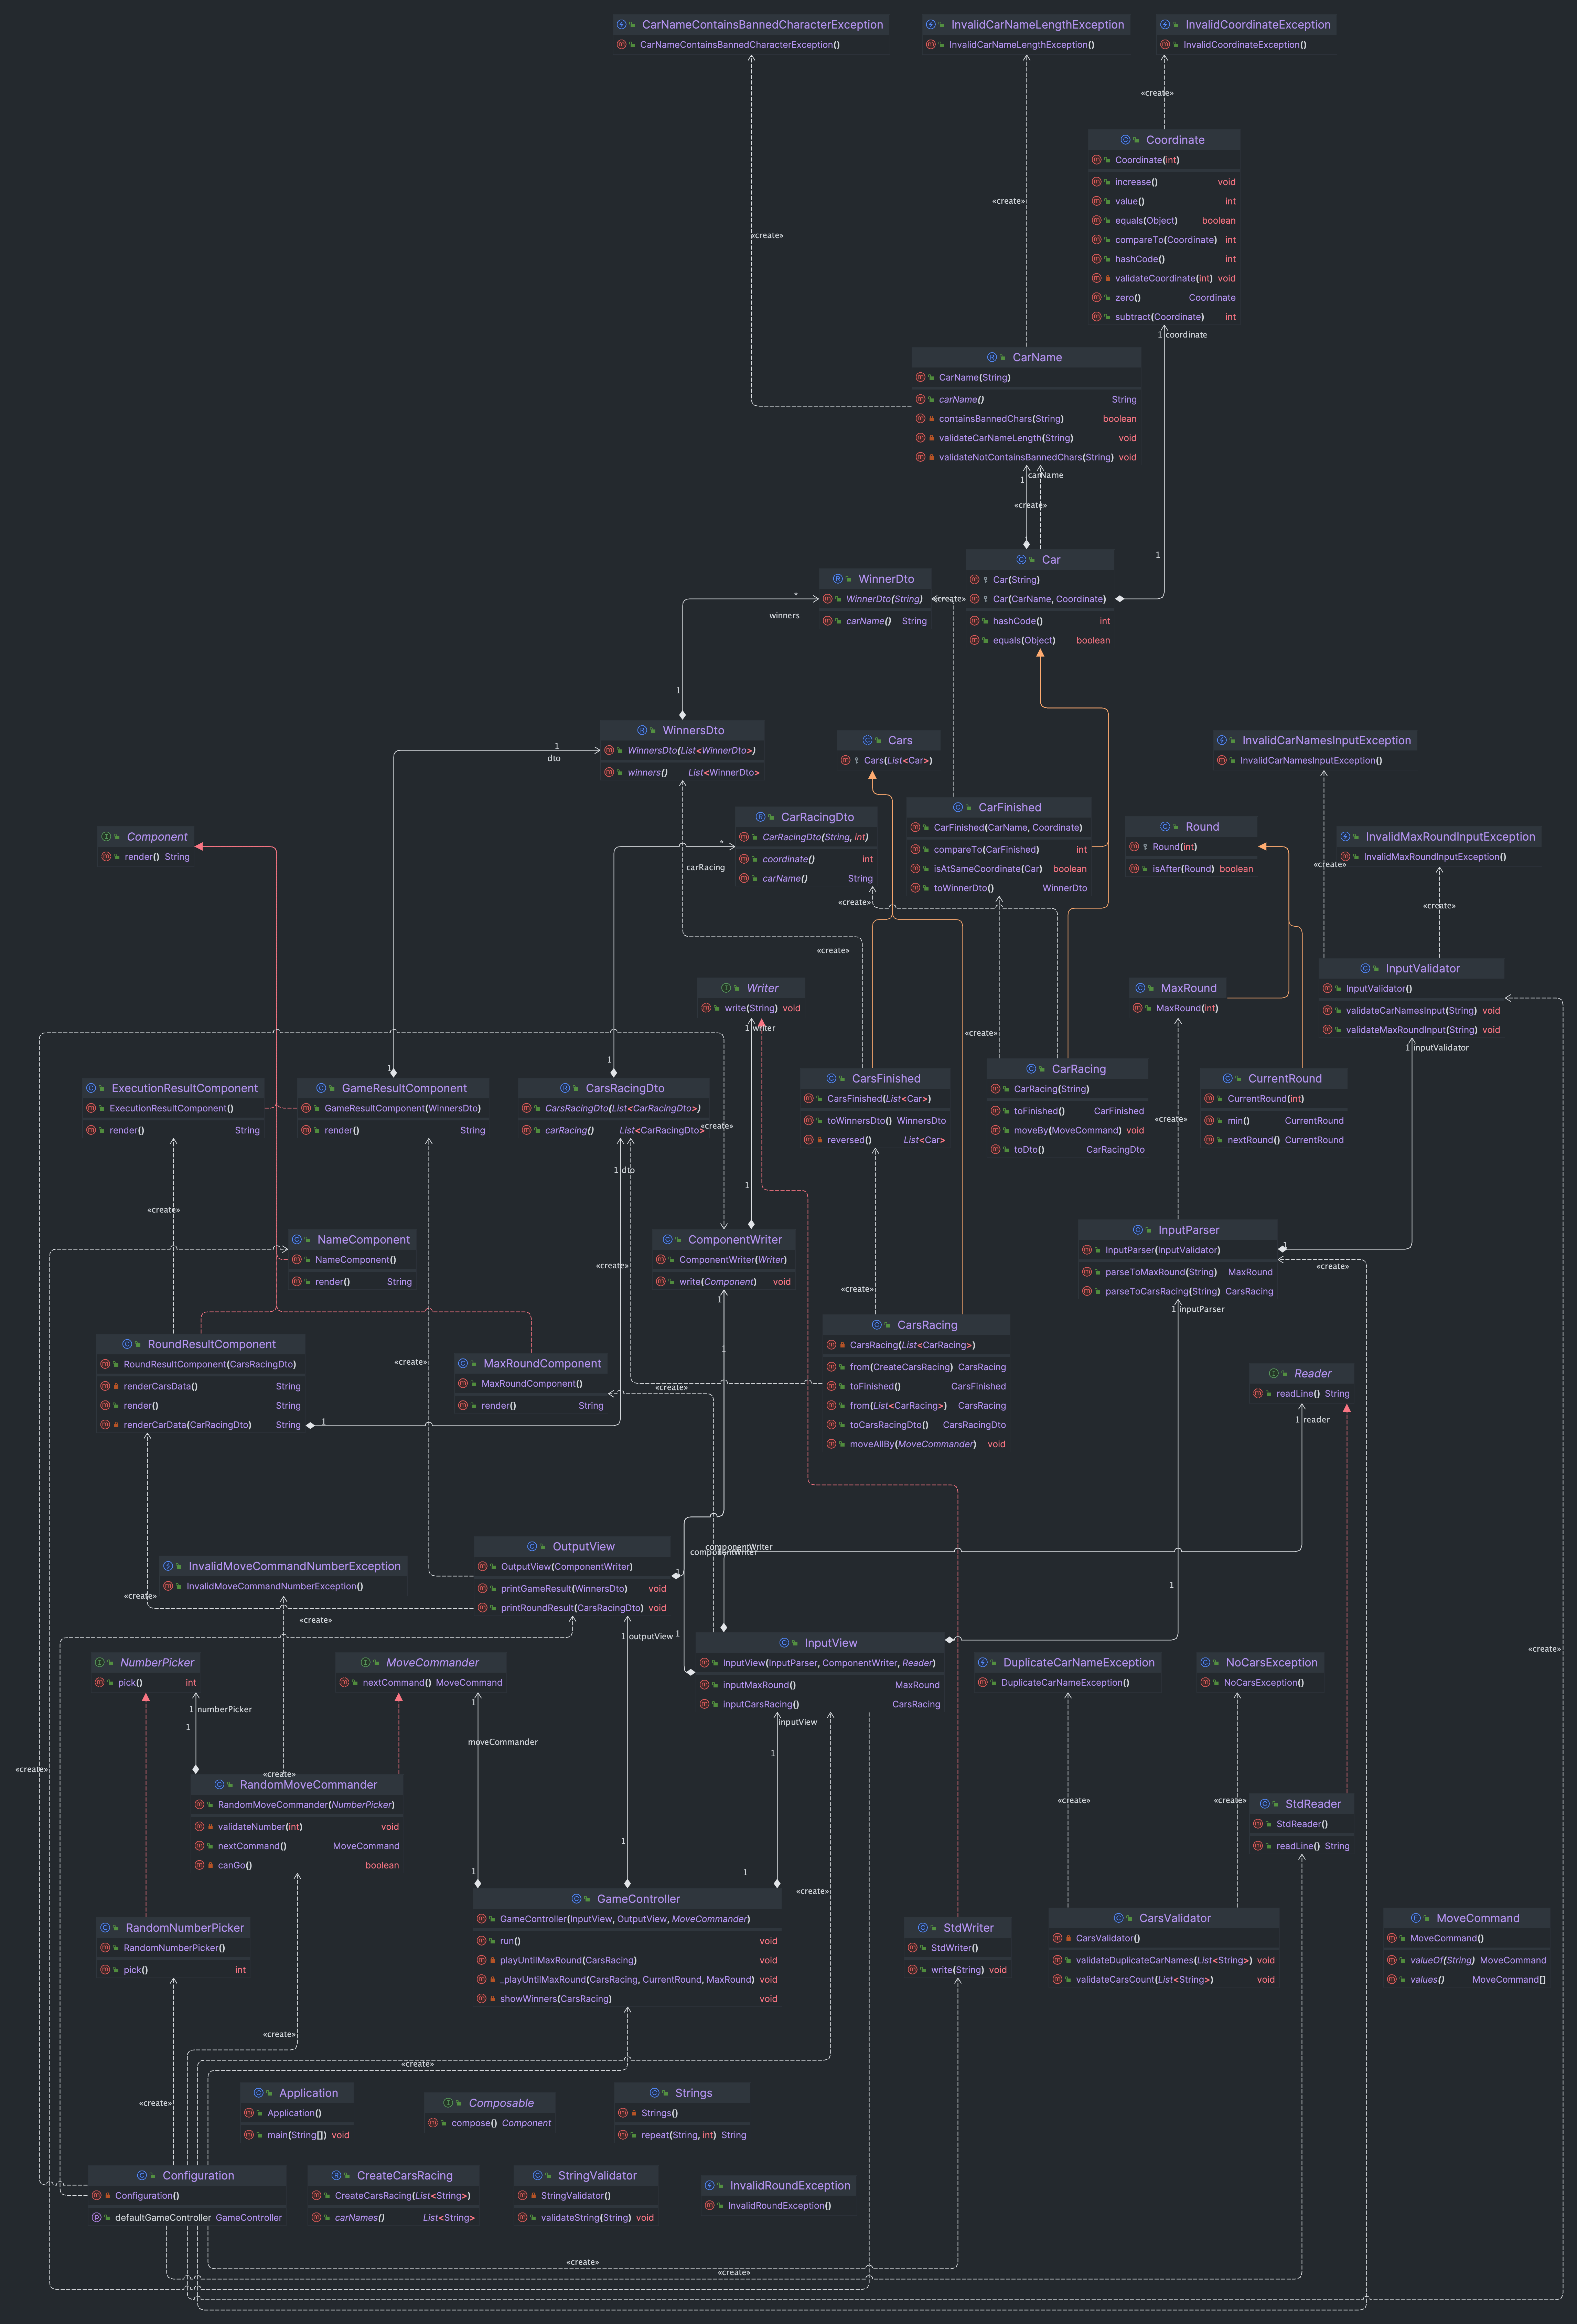 CarNameContainsBannedCharacterException
CarNameContainsBannedCharacterException()
InvalidCarNameLengthException
InvalidCarNameLengthException()
InvalidCoordinateException
InvalidCoordinateException()
«create»
Coordinate
Coordinate(int)
increase() void
value() int
equals(Object) boolean
compareTo(Coordinate) int
hashCode() int
validateCoordinate(int) void
zero() Coordinate
subtract(Coordinate) int
«create»
«create»
1 coordinate
CarName
CarName(String)
carName() String
containsBannedChars(String) boolean
validateCarNameLength(String) void
validateNotContainsBannedChars(String) void
carName
1
«create»
1
Car
Car(String)
Car(CarName, Coordinate)
hashCode() int
equals(Object) boolean
WinnerDto
WinnerDto(String)
carName() String
«create»
*
winners
1
WinnersDto
WinnersDto(List<WinnerDto>)
winners() List<WinnerDto>
1
dto
Cars
Cars(List<Car>)
InvalidCarNamesInputException
InvalidCarNamesInputException()
CarFinished
CarFinished(CarName, Coordinate)
compareTo(CarFinished) int
isAtSameCoordinate(Car) boolean
toWinnerDto() WinnerDto
CarRacingDto
CarRacingDto(String, int)
coordinate() int
carName() String
*
carRacing
Round
Round(int)
isAfter(Round) boolean
Component
render() String
InvalidMaxRoundInputException
InvalidMaxRoundInputException()
«create»
«create»
«create»
«create»
InputValidator
InputValidator()
validateCarNamesInput(String) void
validateMaxRoundInput(String) void
Writer
write(String) void
1 writer
MaxRound
MaxRound(int)
«create»
1 inputValidator
1
1
ExecutionResultComponent
ExecutionResultComponent()
render() String
GameResultComponent
GameResultComponent(WinnersDto)
render() String
CarsRacingDto
CarsRacingDto(List<CarRacingDto>)
carRacing() List<CarRacingDto>
CarsFinished
CarsFinished(List<Car>)
toWinnersDto() WinnersDto
reversed() List<Car>
CarRacing
CarRacing(String)
toFinished() CarFinished
moveBy(MoveCommand) void
toDto() CarRacingDto
CurrentRound
CurrentRound(int)
min() CurrentRound
nextRound() CurrentRound
«create»
«create»
1 dto
1
«create»
NameComponent
NameComponent()
render() String
ComponentWriter
ComponentWriter(Writer)
write(Component) void
InputParser
InputParser(InputValidator)
parseToMaxRound(String) MaxRound
parseToCarsRacing(String) CarsRacing
1
«create»
«create»
«create»
1
1 inputParser
RoundResultComponent
RoundResultComponent(CarsRacingDto)
renderCarsData() String
render() String
renderCarData(CarRacingDto) String
1
MaxRoundComponent
MaxRoundComponent()
render() String
«create»
«create»
1
CarsRacing
CarsRacing(List<CarRacing>)
from(CreateCarsRacing) CarsRacing
toFinished() CarsFinished
from(List<CarRacing>) CarsRacing
toCarsRacingDto() CarsRacingDto
moveAllBy(MoveCommander) void
Reader
readLine() String
1 reader
OutputView
OutputView(ComponentWriter)
printGameResult(WinnersDto) void
printRoundResult(CarsRacingDto) void
1
componentWriter
componentWriter
InvalidMoveCommandNumberException
InvalidMoveCommandNumberException()
«create»
«create»
1
1 outputView
1
InputView
InputView(InputParser, ComponentWriter, Reader)
inputMaxRound() MaxRound
inputCarsRacing() CarsRacing
NumberPicker
pick() int
MoveCommander
nextCommand() MoveCommand
DuplicateCarNameException
DuplicateCarNameException()
NoCarsException
NoCarsException()
«create»
1 numberPicker
1
1
moveCommander
inputView
1
«create»
«create»
RandomMoveCommander
RandomMoveCommander(NumberPicker)
validateNumber(int) void
nextCommand() MoveCommand
canGo() boolean
«create»
«create»
StdReader
StdReader()
readLine() String
1
1
1
«create»
GameController
GameController(InputView, OutputView, MoveCommander)
run() void
playUntilMaxRound(CarsRacing) void
_playUntilMaxRound(CarsRacing, CurrentRound, MaxRound) void
showWinners(CarsRacing) void
RandomNumberPicker
RandomNumberPicker()
pick() int
StdWriter
StdWriter()
write(String) void
CarsValidator
CarsValidator()
validateDuplicateCarNames(List<String>) void
validateCarsCount(List<String>) void
MoveCommand
MoveCommand()
valueOf(String) MoveCommand
values() MoveCommand[]
«create»
«create»
«create»
Application
Application()
main(String[]) void
Composable
compose() Component
Strings
Strings()
repeat(String, int) String
Configuration
Configuration()
defaultGameController GameController
CreateCarsRacing
CreateCarsRacing(List<String>)
carNames() List<String>
StringValidator
StringValidator()
validateString(String) void
InvalidRoundException
InvalidRoundException()
«create»
«create»